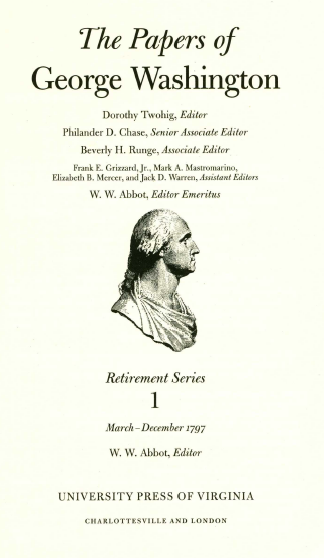 The Papers of
George Washington
Dorothy Twohig, Editor
Philander D. Chase, Senior Associate Editor
Beverly H. Runge, Associate Editor
Frank E. Grizzard, Jr., Mark A. Mastromarino,
Elizabeth B. Mercer, and Jack D. Warren, Assistant Editors
W. W. Abbot, Editor Emeritus
Retirement Series
1
March–December 1797
W. W. Abbot, Editor
UNIVERSITY PRESS OF VIRGINIA
CHARLOTTESVILLE AND LONDON